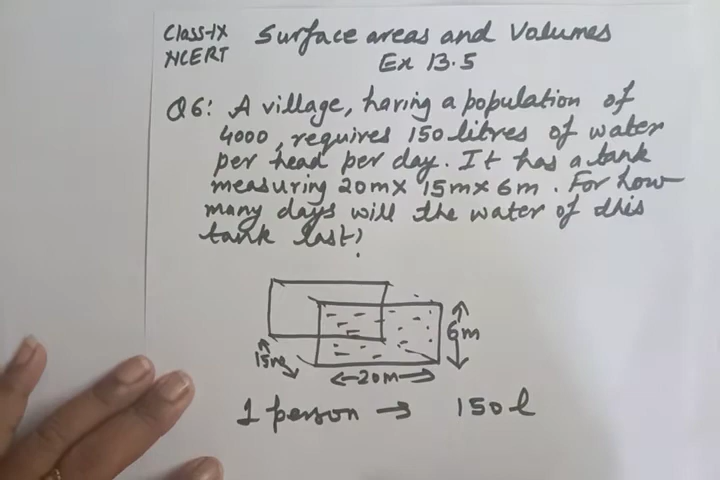 Class-IX Surface areas and Volumes
NCERT Ex 13.5
Q6: A village, having a population of
4000, requires 150 litres of water
per head per day. It has a tank
measuring 20m x 15m x 6m. For how
many days will the water of this
tank last?
6m
15m
20m
1 person → 150 l